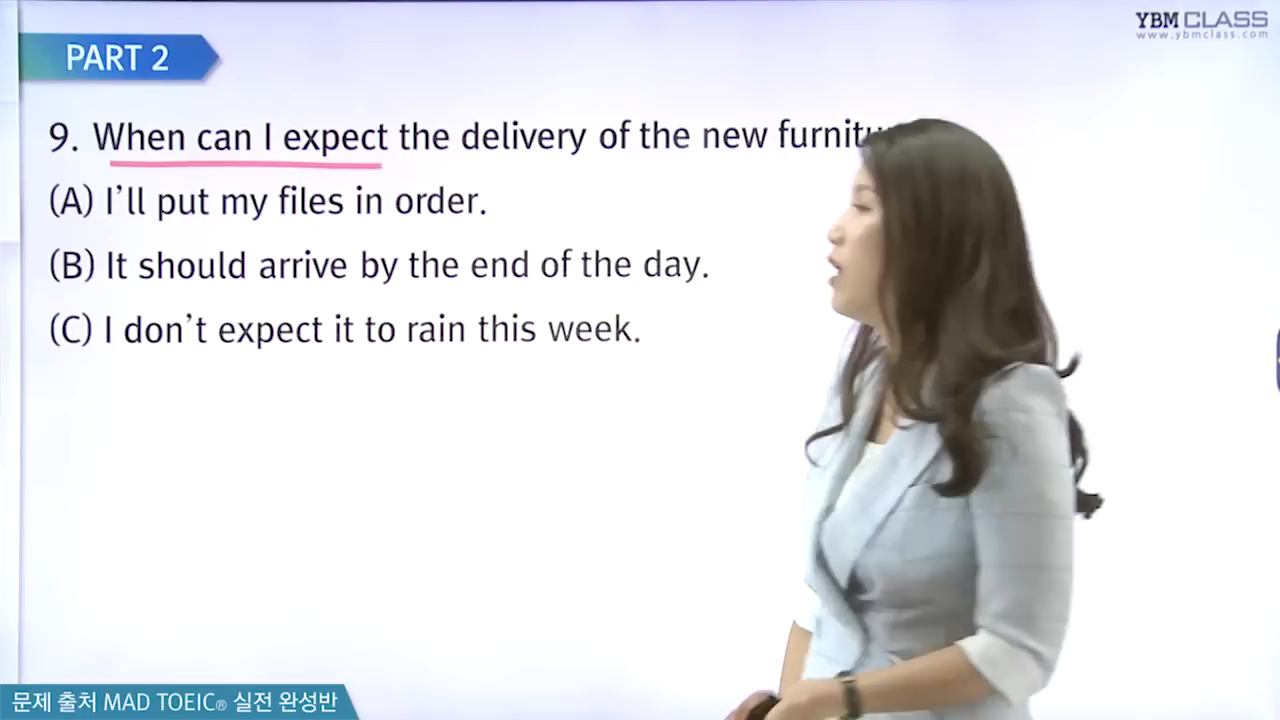 YBM CLASS
www.ybmclass.com
PART 2
9. When can I expect the delivery of the new
(A) I'll put my files in order.
(B) It should arrive by the end of the day.
(C) I don't expect it to rain this week.
문제 출처 MAD TOEIC® 실전 완성반